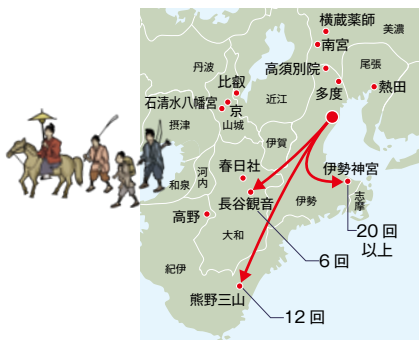 横蔵薬師
美濃
南宮
尾張
高須別院
丹波
比叡
近江
多度
熱田
石清水八幡宮
京
摂津
山城
伊賀
春日社
伊勢神宮
河内
和泉
長谷観音
伊勢
志摩
高野
20回
以上
大和
6回
紀伊
熊野三山
12回